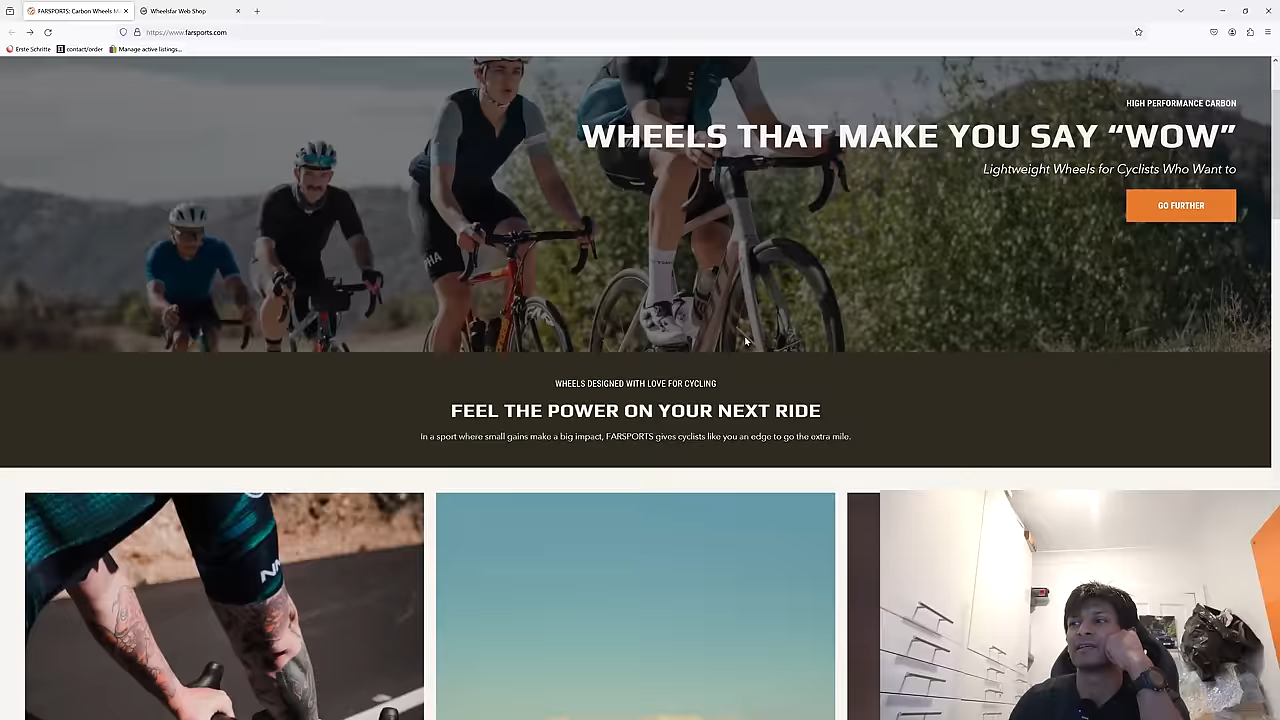 FARSPORTS: Carbon Wheels M
Wheelsfar Web Shop
https://www.farsports.com
Erste Schritte
contact/order
Manage active listings...
HIGH PERFORMANCE CARBON
WHEELS THAT MAKE YOU SAY “WOW”
Lightweight Wheels for Cyclists Who Want to
GO FURTHER
PHA
WHEELS DESIGNED WITH LOVE FOR CYCLING
FEEL THE POWER ON YOUR NEXT RIDE
In a sport where small gains make a big impact, FARSPORTS gives cyclists like you an edge to go the extra mile.